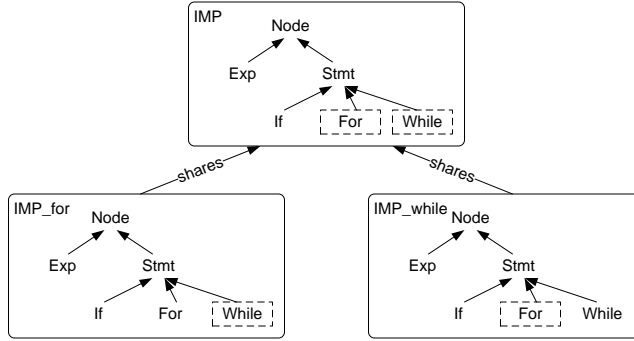 IMP
Node
Exp Stmt
If For While
shares shares
IMP_for IMP_while
Node Node
Exp Stmt Exp Stmt
If For While If For While